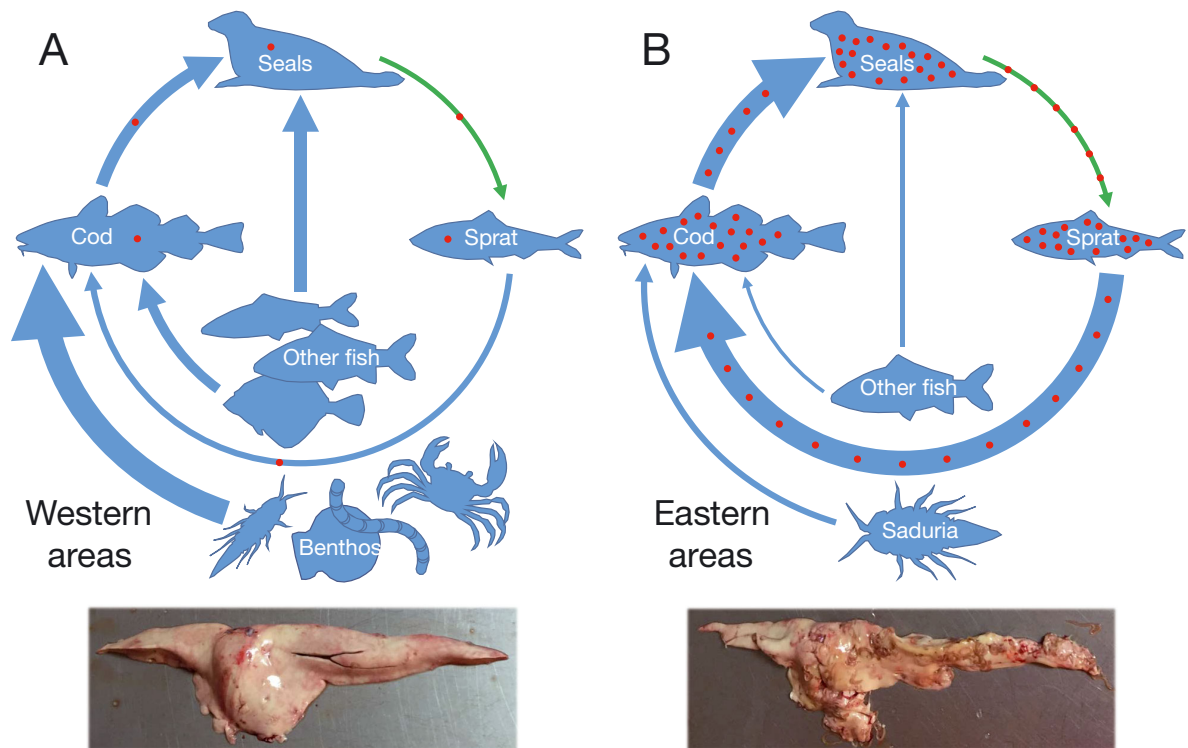 A
Seals
Cod
Sprat
Other fish
Western
areas
Benthos
B
Seals
Cod
Sprat
Other fish
Eastern
areas
Saduria